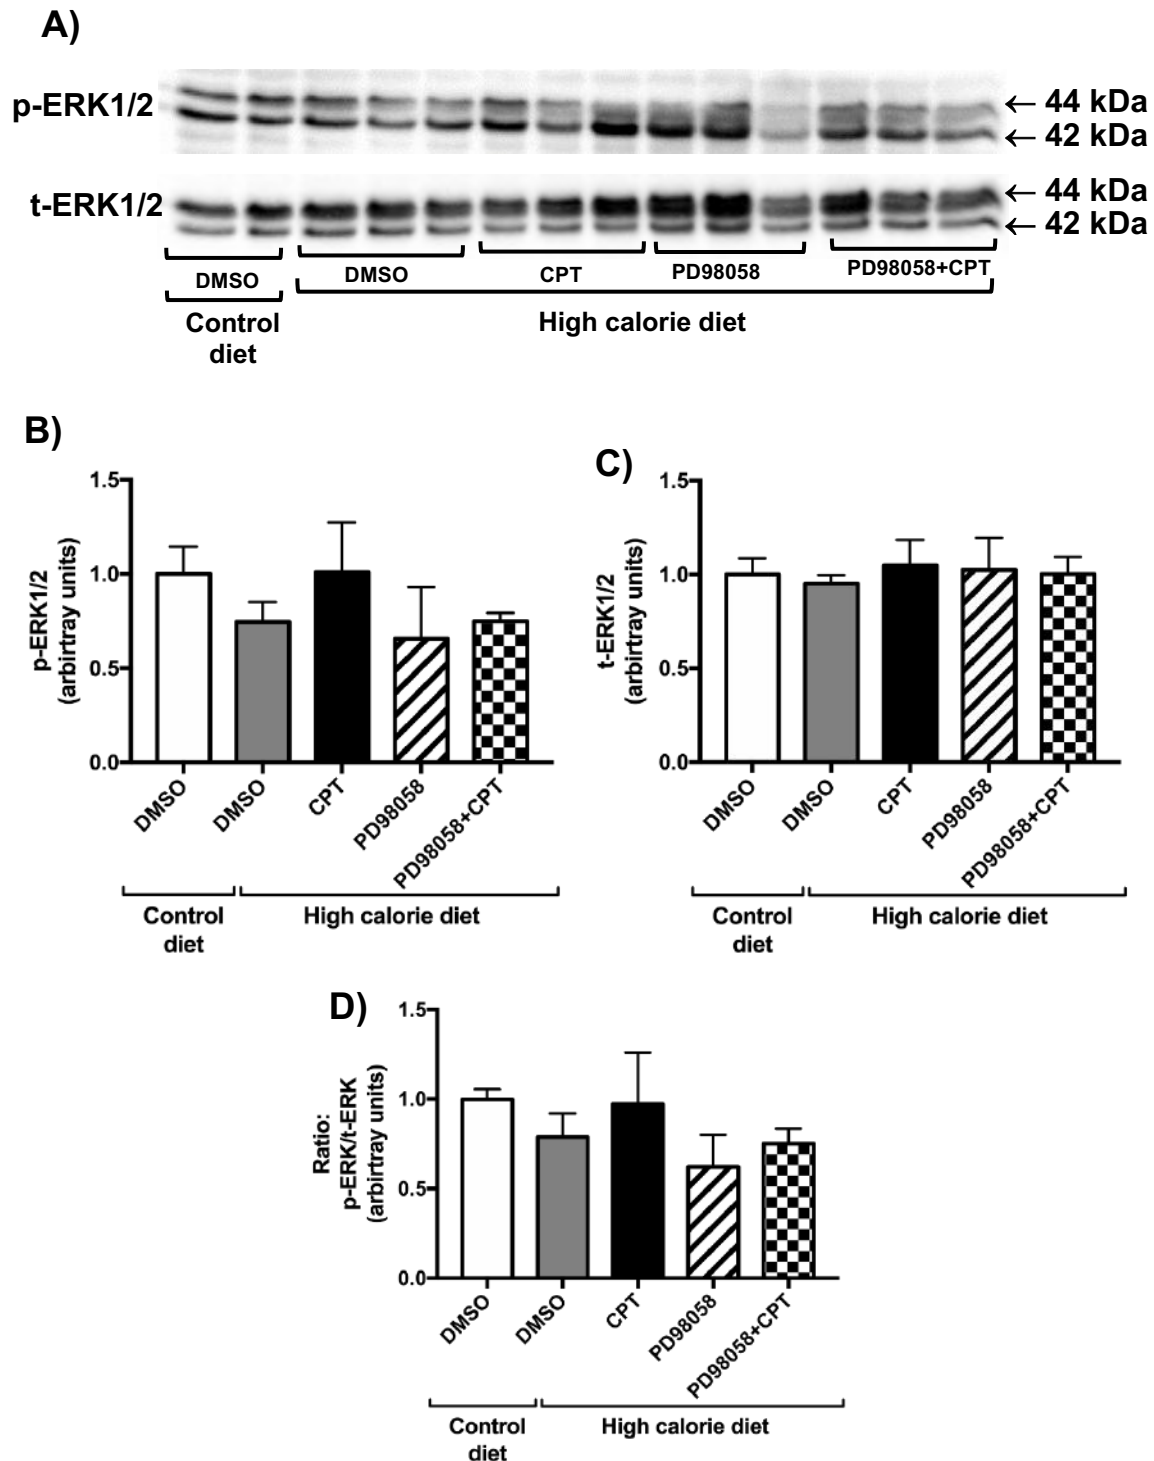 A)
p-ERK1/2
← 44 kDa
← 42 kDa
t-ERK1/2
← 44 kDa
← 42 kDa
DMSO
DMSO
CPT
PD98058
PD98058+CPT
Control
diet
High calorie diet
B)
p-ERK1/2
(arbirtray units)
1.5
1.0
0.5
0.0
DMSO
DMSO
CPT
PD98058
PD98058+CPT
Control
diet
High calorie diet
C)
t-ERK1/2
(arbirtray units)
1.5
1.0
0.5
0.0
DMSO
DMSO
CPT
PD98058
PD98058+CPT
Control
diet
High calorie diet
D)
Ratio:
p-ERK/t-ERK
(arbirtray units)
1.5
1.0
0.5
0.0
DMSO
DMSO
CPT
PD98058
PD98058+CPT
Control
diet
High calorie diet